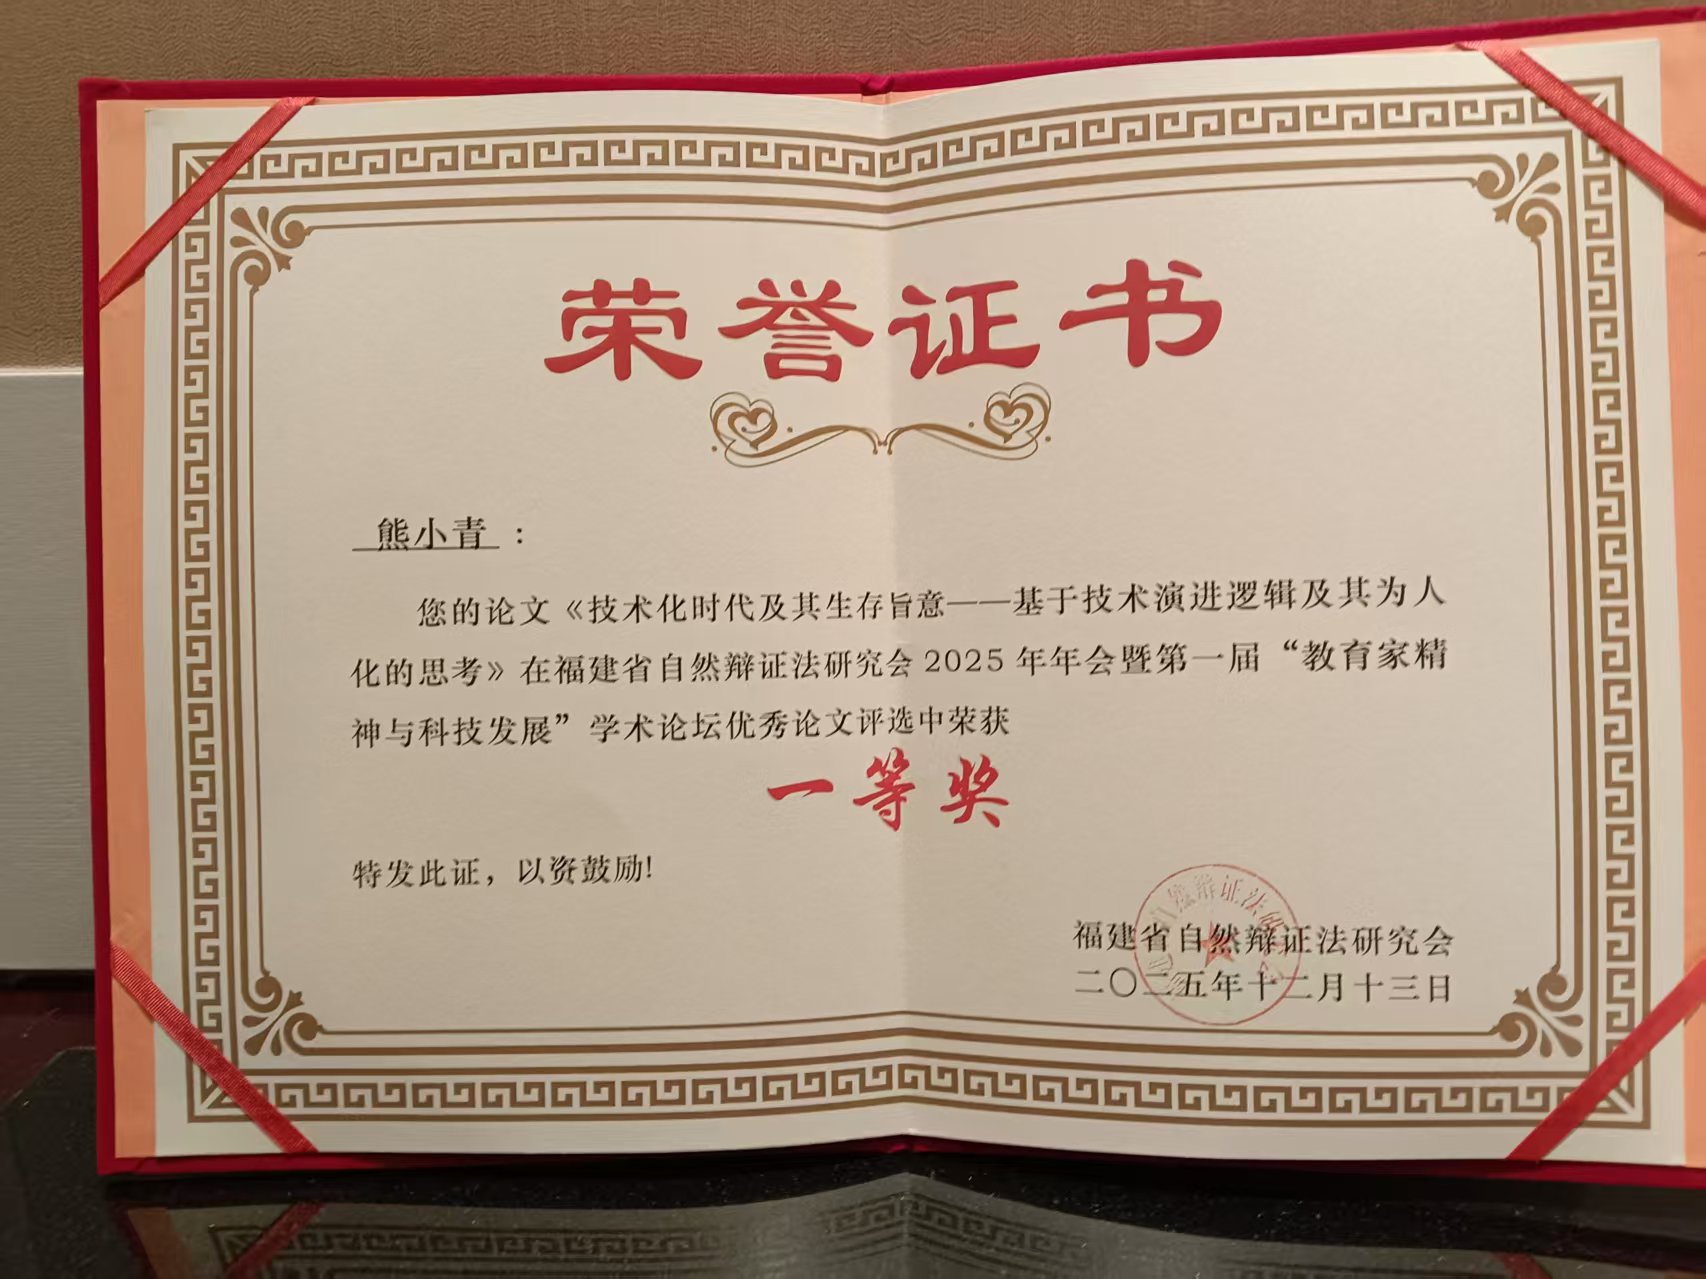 荣誉证书
熊小青：
您的论文《技术化时代及其生存旨意——基于技术演进逻辑及其为人
化的思考》在福建省自然辩证法研究会2025年年会暨第一届“教育家精
神与科技发展”学术论坛优秀论文评选中荣获
一等奖
特发此证，以资鼓励!
自然辩证法研
福建省自然辩证法研究会
二〇二五年十二月十三日